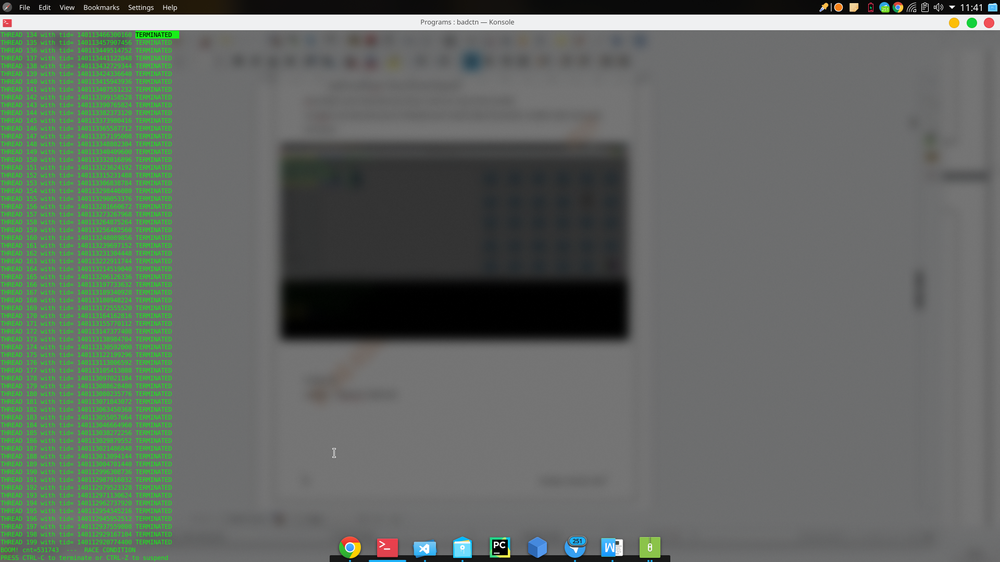 File Edit View Bookmarks Settings Help 251 11:41
Programs : badctn — Konsole
THREAD 134 with tid= 140113466300160 TERMINATED
THREAD 135 with tid= 140113457907456 TERMINATED
THREAD 136 with tid= 140113449514752 TERMINATED
THREAD 137 with tid= 140113441122048 TERMINATED
THREAD 138 with tid= 140113432729344 TERMINATED
THREAD 139 with tid= 140113424336640 TERMINATED
THREAD 140 with tid= 140113415943936 TERMINATED
THREAD 141 with tid= 140113407551232 TERMINATED
THREAD 142 with tid= 140113399158528 TERMINATED
THREAD 143 with tid= 140113390765824 TERMINATED
THREAD 144 with tid= 140113382373120 TERMINATED
THREAD 145 with tid= 140113373980416 TERMINATED
THREAD 146 with tid= 140113365587712 TERMINATED
THREAD 147 with tid= 140113357195008 TERMINATED
THREAD 148 with tid= 140113348802304 TERMINATED
THREAD 149 with tid= 140113340409600 TERMINATED
THREAD 150 with tid= 140113332016896 TERMINATED
THREAD 151 with tid= 140113323624192 TERMINATED
THREAD 152 with tid= 140113315231488 TERMINATED
THREAD 153 with tid= 140113306838784 TERMINATED
THREAD 154 with tid= 140113298446080 TERMINATED
THREAD 155 with tid= 140113290053376 TERMINATED
THREAD 156 with tid= 140113281660672 TERMINATED
THREAD 157 with tid= 140113273267968 TERMINATED
THREAD 158 with tid= 140113264875264 TERMINATED
THREAD 159 with tid= 140113256482560 TERMINATED
THREAD 160 with tid= 140113248089856 TERMINATED
THREAD 161 with tid= 140113239697152 TERMINATED
THREAD 162 with tid= 140113231304448 TERMINATED
THREAD 163 with tid= 140113222911744 TERMINATED
THREAD 164 with tid= 140113214519040 TERMINATED
THREAD 165 with tid= 140113206126336 TERMINATED
THREAD 166 with tid= 140113197733632 TERMINATED
THREAD 167 with tid= 140113189340928 TERMINATED
THREAD 168 with tid= 140113180948224 TERMINATED
THREAD 169 with tid= 140113172555520 TERMINATED
THREAD 170 with tid= 140113164162816 TERMINATED
THREAD 171 with tid= 140113155770112 TERMINATED
THREAD 172 with tid= 140113147377408 TERMINATED
THREAD 173 with tid= 140113138984704 TERMINATED
THREAD 174 with tid= 140113130592000 TERMINATED
THREAD 175 with tid= 140113122199296 TERMINATED
THREAD 176 with tid= 140113113806592 TERMINATED
THREAD 177 with tid= 140113105413888 TERMINATED
THREAD 178 with tid= 140113097021184 TERMINATED
THREAD 179 with tid= 140113088628480 TERMINATED
THREAD 180 with tid= 140113080235776 TERMINATED
THREAD 181 with tid= 140113071843072 TERMINATED
THREAD 182 with tid= 140113063450368 TERMINATED
THREAD 183 with tid= 140113055057664 TERMINATED
THREAD 184 with tid= 140113046664960 TERMINATED
THREAD 185 with tid= 140113038272256 TERMINATED
THREAD 186 with tid= 140113029879552 TERMINATED
THREAD 187 with tid= 140113021486848 TERMINATED
THREAD 188 with tid= 140113013094144 TERMINATED
THREAD 189 with tid= 140113004701440 TERMINATED
THREAD 190 with tid= 140112996308736 TERMINATED
THREAD 191 with tid= 140112987916032 TERMINATED
THREAD 192 with tid= 140112979523328 TERMINATED
THREAD 193 with tid= 140112971130624 TERMINATED
THREAD 194 with tid= 140112962737920 TERMINATED
THREAD 195 with tid= 140112954345216 TERMINATED
THREAD 196 with tid= 140112945952512 TERMINATED
THREAD 197 with tid= 140112937559808 TERMINATED
THREAD 198 with tid= 140112929167104 TERMINATED
THREAD 199 with tid= 140112920774400 TERMINATED
BOOM! cnt=531743 --- RACE CONDITION
PRESS CTRL-C to terminate or CTRL-Z to suspend
PC 251 W